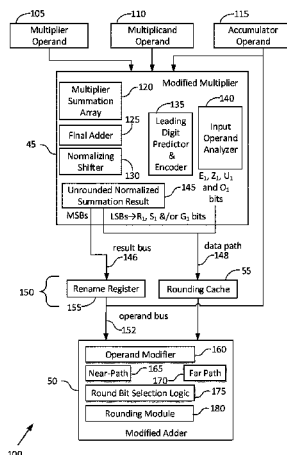 105
110
115
Multiplier Operand
Multiplicand Operand
Accumulator Operand
Modified Multiplier
Multiplier Summation Array
120
135
140
125
Final Adder
Leading Digit Predictor & Encoder
Input Operand Analyzer
130
Normalizing Shifter
45
145
Unrounded Normalized Summation Result
E₁, Z₁, U₁ and O₁ bits
MSBs
LSBs→R₁, S₁ &/or G₁ bits
result bus
146
data path
148
55
150
Rename Register
155
Rounding Cache
operand bus
152
Operand Modifier
160
Near-Path
165
170
Far Path
50
Round Bit Selection Logic
175
Rounding Module
180
Modified Adder
100